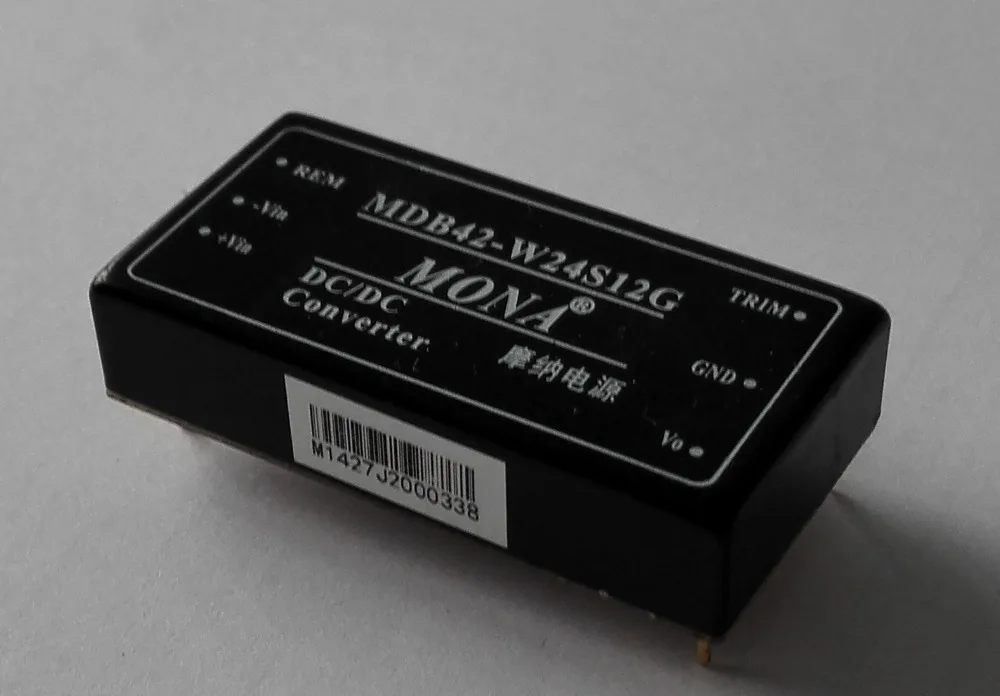 REM
-Vin
+Vin
MDB42-W24S12G
MONA®
DC/DC
Converter
摩纳电源
TRIM
GND
Vo
M1427J2000338